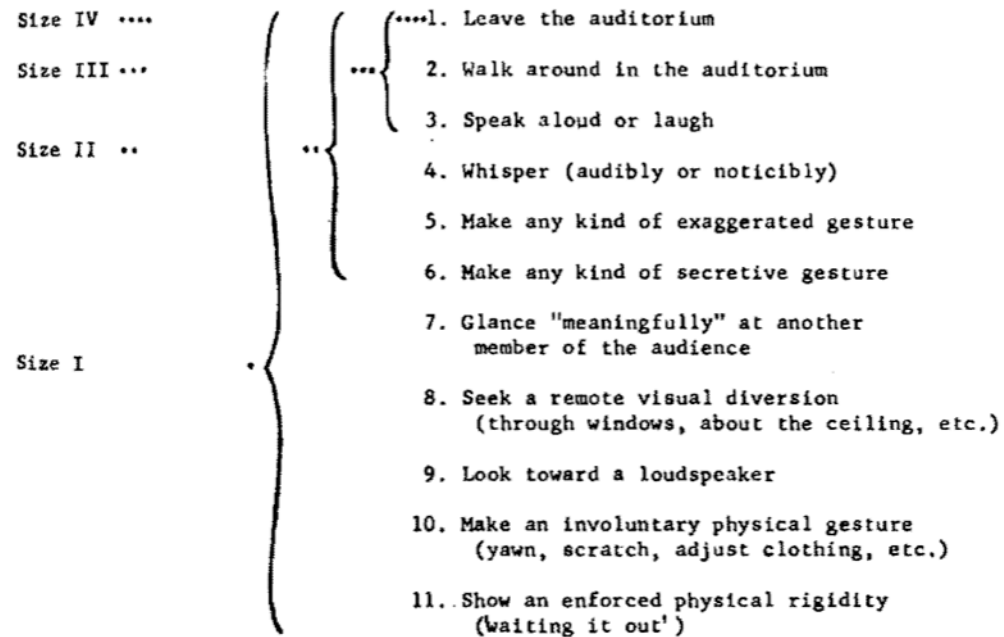 Size IV •••• ••••1. Leave the auditorium
Size III ••• ••• 2. Walk around in the auditorium
3. Speak aloud or laugh
Size II •• ••
4. Whisper (audibly or noticibly)
5. Make any kind of exaggerated gesture
6. Make any kind of secretive gesture
7. Glance "meaningfully" at another
member of the audience
Size I •
8. Seek a remote visual diversion
(through windows, about the ceiling, etc.)
9. Look toward a loudspeaker
10. Make an involuntary physical gesture
(yawn, scratch, adjust clothing, etc.)
11. Show an enforced physical rigidity
('waiting it out')